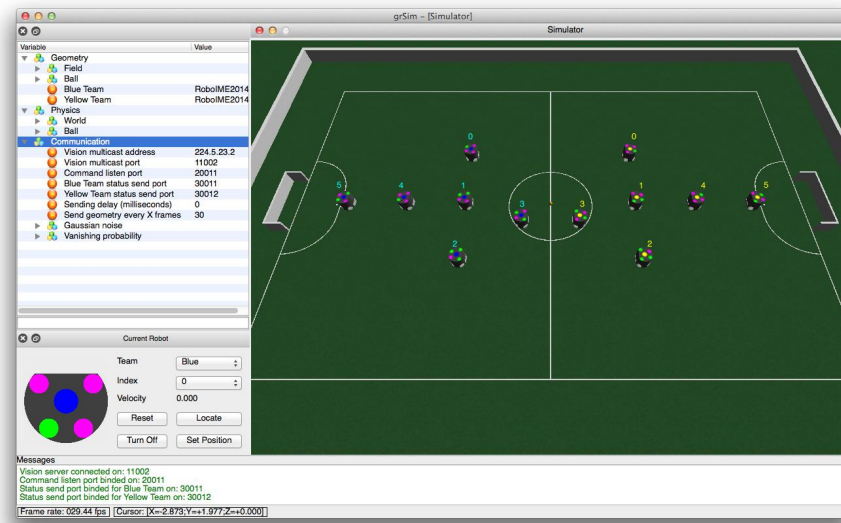 grSim - [Simulator]
Simulator
Variable Value
Geometry
Field
Ball
Blue Team RoboIME2014
Yellow Team RoboIME2014
Physics
World
Ball
Communication
Vision multicast address 224.5.23.2
Vision multicast port 11002
Command listen port 20011
Blue Team status send port 30011
Yellow Team status send port 30012
Sending delay (milliseconds) 0
Send geometry every X frames 30
Gaussian noise
Vanishing probability
0 0
5 4 1 1 4 5
3 3
2 2
Current Robot
Team Blue
Index 0
Velocity 0.000
Reset Locate
Turn Off Set Position
Messages
Vision server connected on: 11002
Command listen port binded on: 20011
Status send port binded for Blue Team on: 30011
Status send port binded for Yellow Team on: 30012
Frame rate: 029.44 fps Cursor: [X=-2.873;Y=+1.977;Z=+0.000]